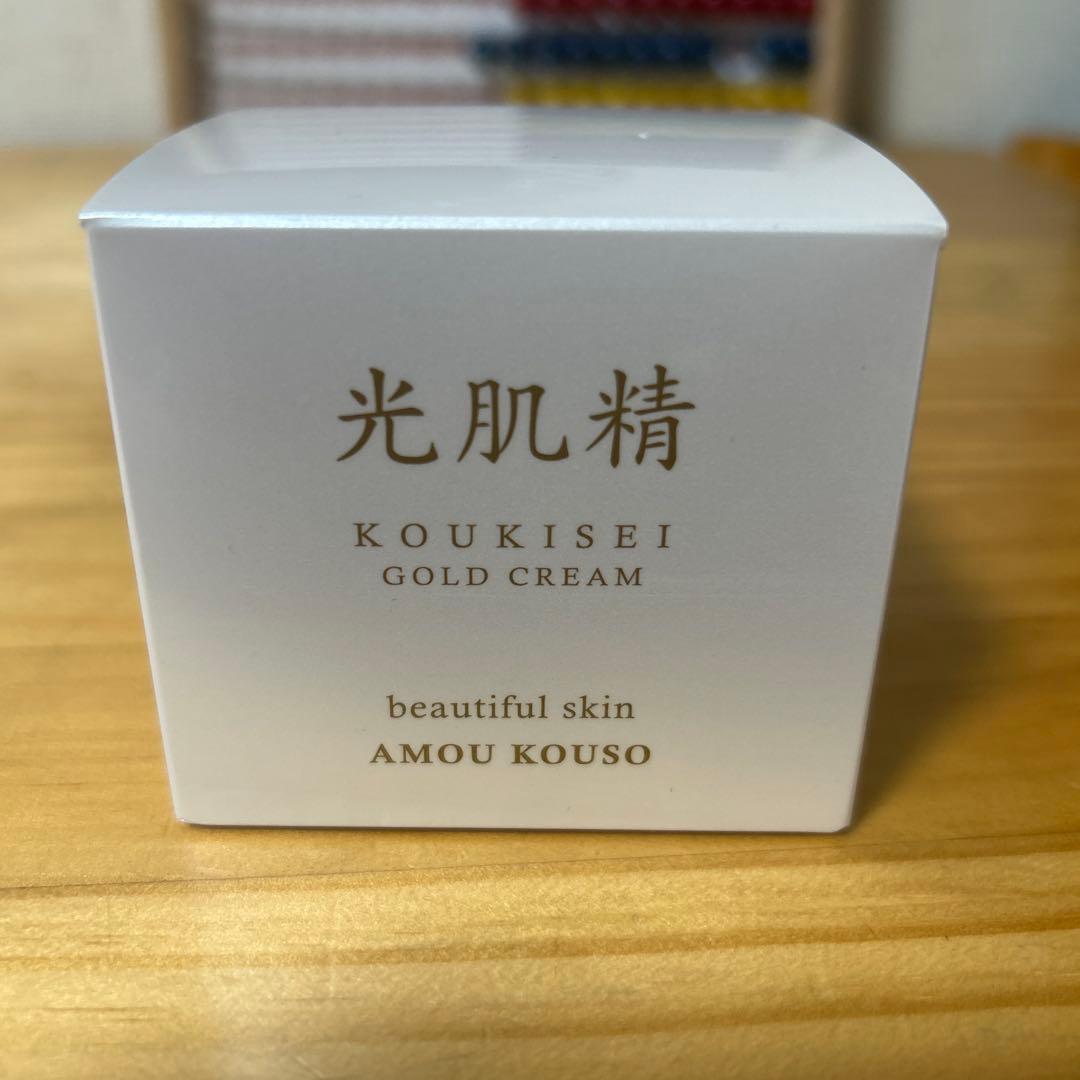 光肌精
KOUKISEI
GOLD CREAM
beautiful skin
AMOU KOUSO